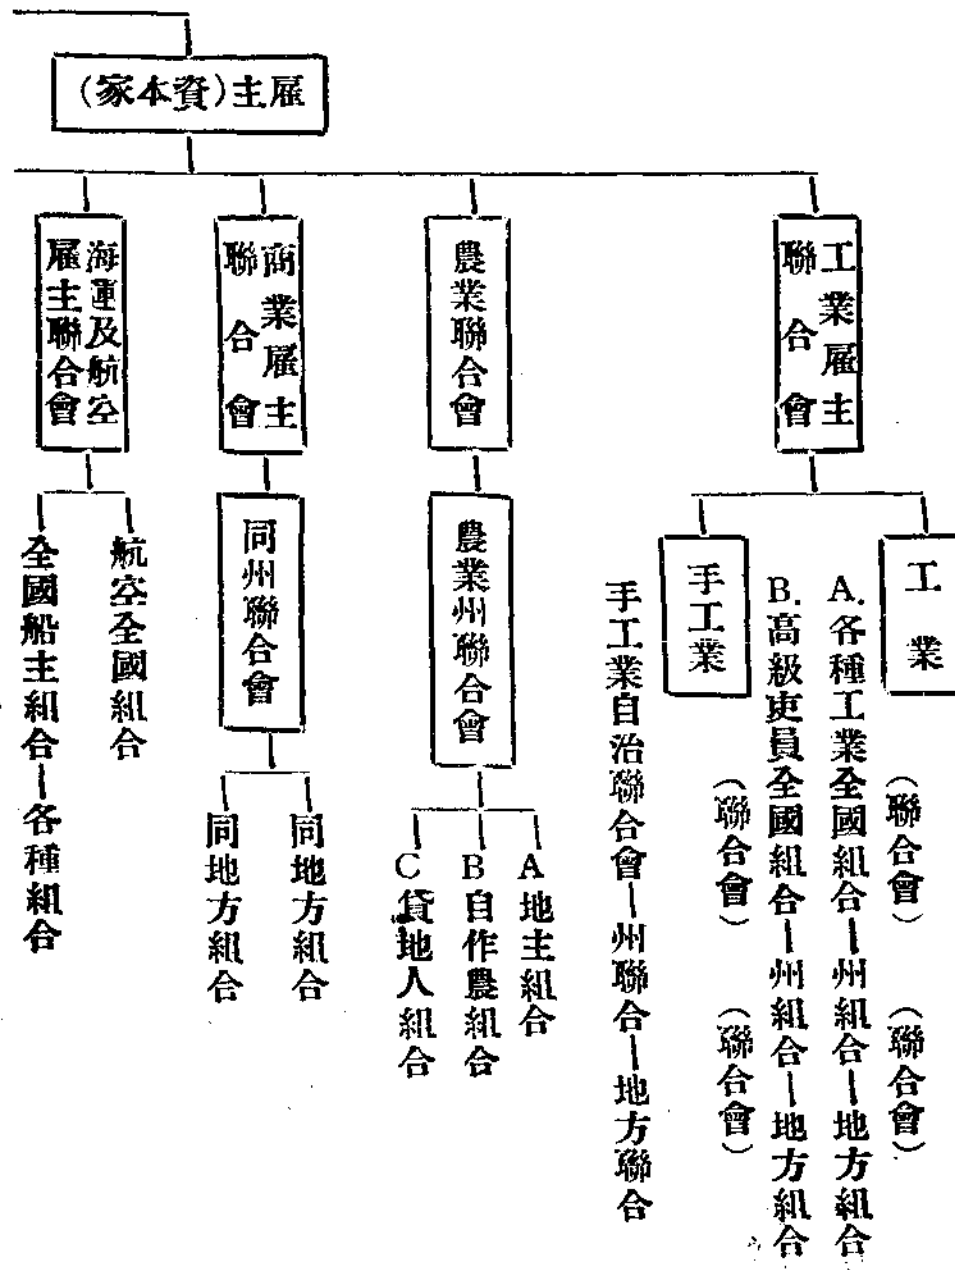 雇主(資本家)
工業雇主
聯合會
農業聯合會
商業雇主
聯合會
海運及航空
雇主聯合會
工業
(聯合會)(聯合會)
A.各種工業全國組合—州組合—地方組合
B.高級吏員全國組合—州組合—地方組合
(聯合會)(聯合會)
手工業
手工業自治聯合會—州聯合—地方聯合
農業州聯合會
A地主組合
B自作農組合
C貸地人組合
同州聯合會
同地方組合
同地方組合
航空全國組合
全國船主組合—各種組合